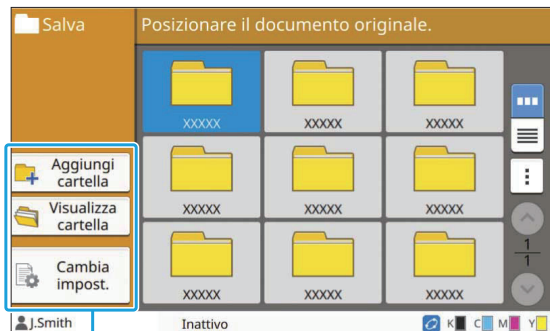 Salva
Posizionare il documento originale.
XXXXX
XXXXX
XXXXX
Aggiungi
cartella
Visualizza
cartella
Cambia
impost.
XXXXX
XXXXX
XXXXX
XXXXX
XXXXX
XXXXX
1
1
J.Smith
Inattivo
K C M Y